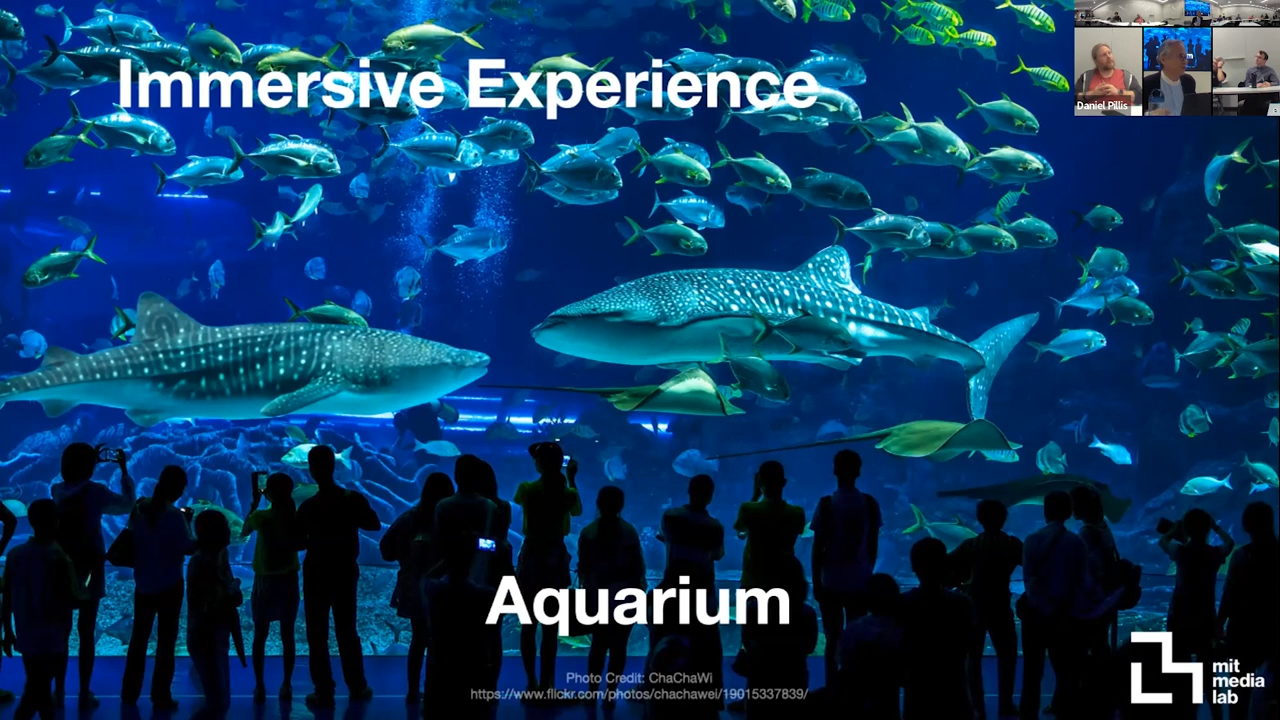 Immersive Experience
Daniel Pillis
Aquarium
Photo Credit: ChaChaWi
https://www.flickr.com/photos/chachawei/19015337839/
mit
media
lab